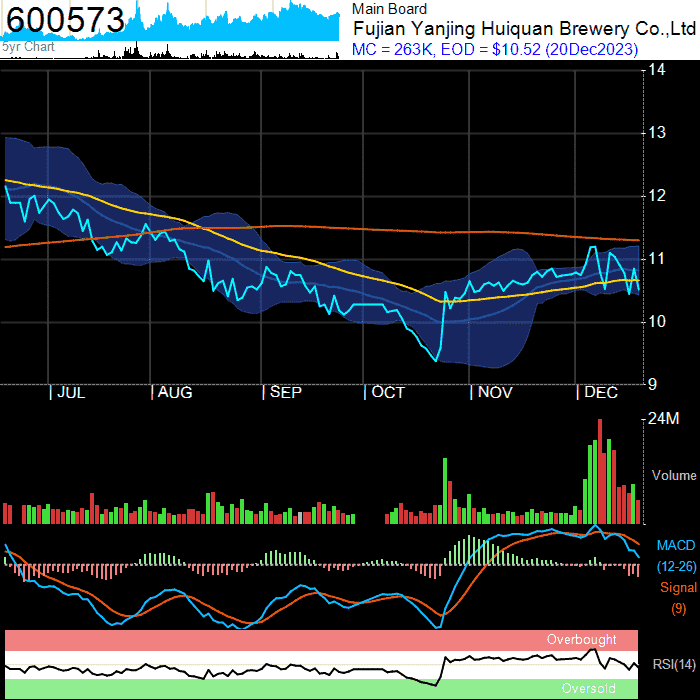 600573
5yr Chart
Main Board
Fujian Yanjing Huiquan Brewery Co.,Ltd
MC = 263K, EOD = $10.52 (20Dec2023)
14
13
12
11
10
9
JUL AUG SEP OCT NOV DEC
24M
Volume
MACD
(12-26)
Signal
(9)
Overbought
RSI(14)
Oversold